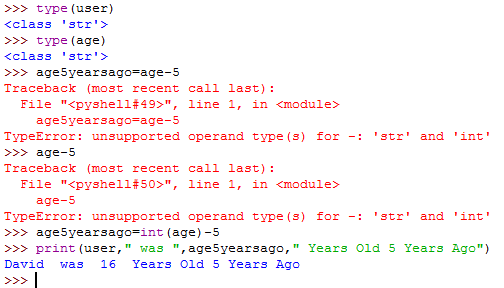 >>> type(user)
<class 'str'>
>>> type(age)
<class 'str'>
>>> age5yearsago=age-5
Traceback (most recent call last):
  File "<pyshell#49>", line 1, in <module>
    age5yearsago=age-5
TypeError: unsupported operand type(s) for -: 'str' and 'int'
>>> age-5
Traceback (most recent call last):
  File "<pyshell#50>", line 1, in <module>
    age-5
TypeError: unsupported operand type(s) for -: 'str' and 'int'
>>> age5yearsago=int(age)-5
>>> print(user," was ",age5yearsago," Years Old 5 Years Ago")
David  was  16  Years Old 5 Years Ago
>>>